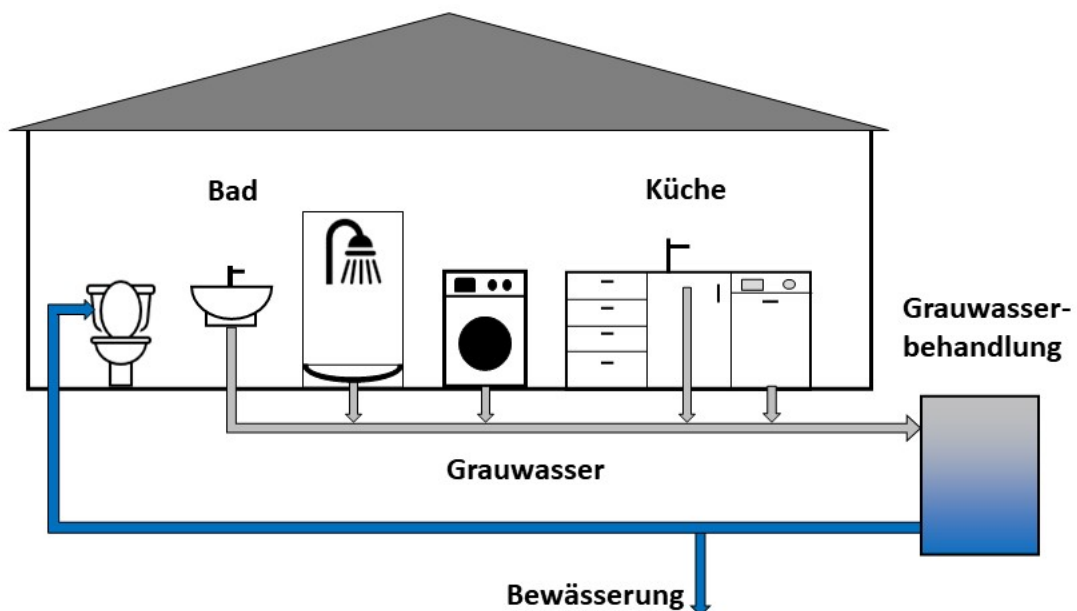 Bad
Küche
Grauwasser-
behandlung
Grauwasser
Bewässerung